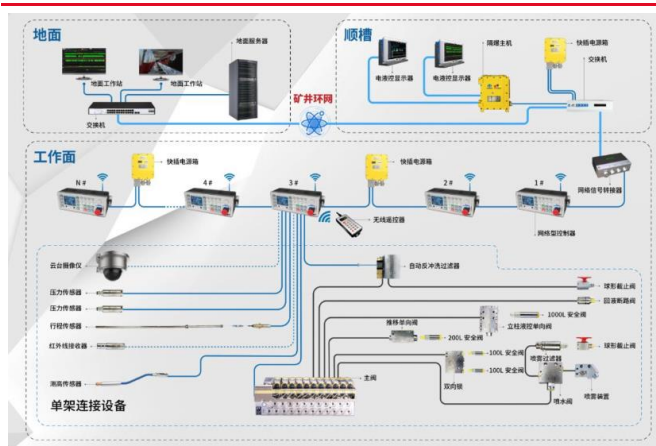 地面
地面服务器
地面工作站
地面工作站
交换机
矿井环网
顺槽
电液控显示器
电液控显示器
隔爆主机
快插电源箱
交换机
网络信号转接器
工作面
快插电源箱
快插电源箱
N#
4#
3#
2#
1#
无线遥控器
网络型控制器
云台摄像仪
自动反冲洗过滤器
压力传感器
压力传感器
行程传感器
红外线接收器
测高传感器
球形截止阀
回液断路阀
1000L 安全阀
立柱液控单向阀
推移单向阀
200L 安全阀
100L 安全阀
100L 安全阀
双向锁
喷雾过滤器
球形截止阀
主阀
喷水阀
喷雾装置
单架连接设备